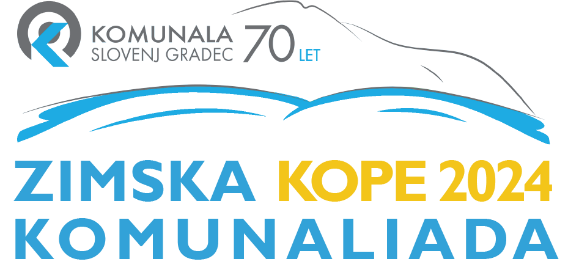 KOMUNALA
SLOVENJ GRADEC 70 LET
ZIMSKA KOPE 2024
KOMUNALIADA